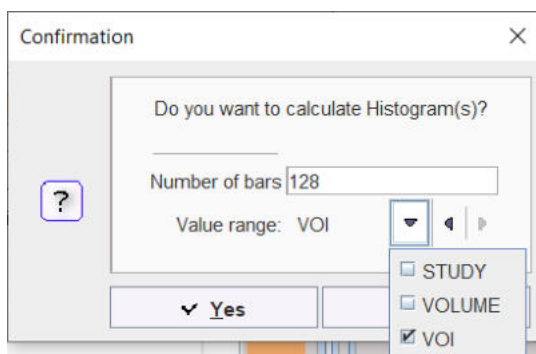 Confirmation
Do you want to calculate Histogram(s)?
Number of bars 128
Value range: VOI
STUDY
VOLUME
VOI
Yes